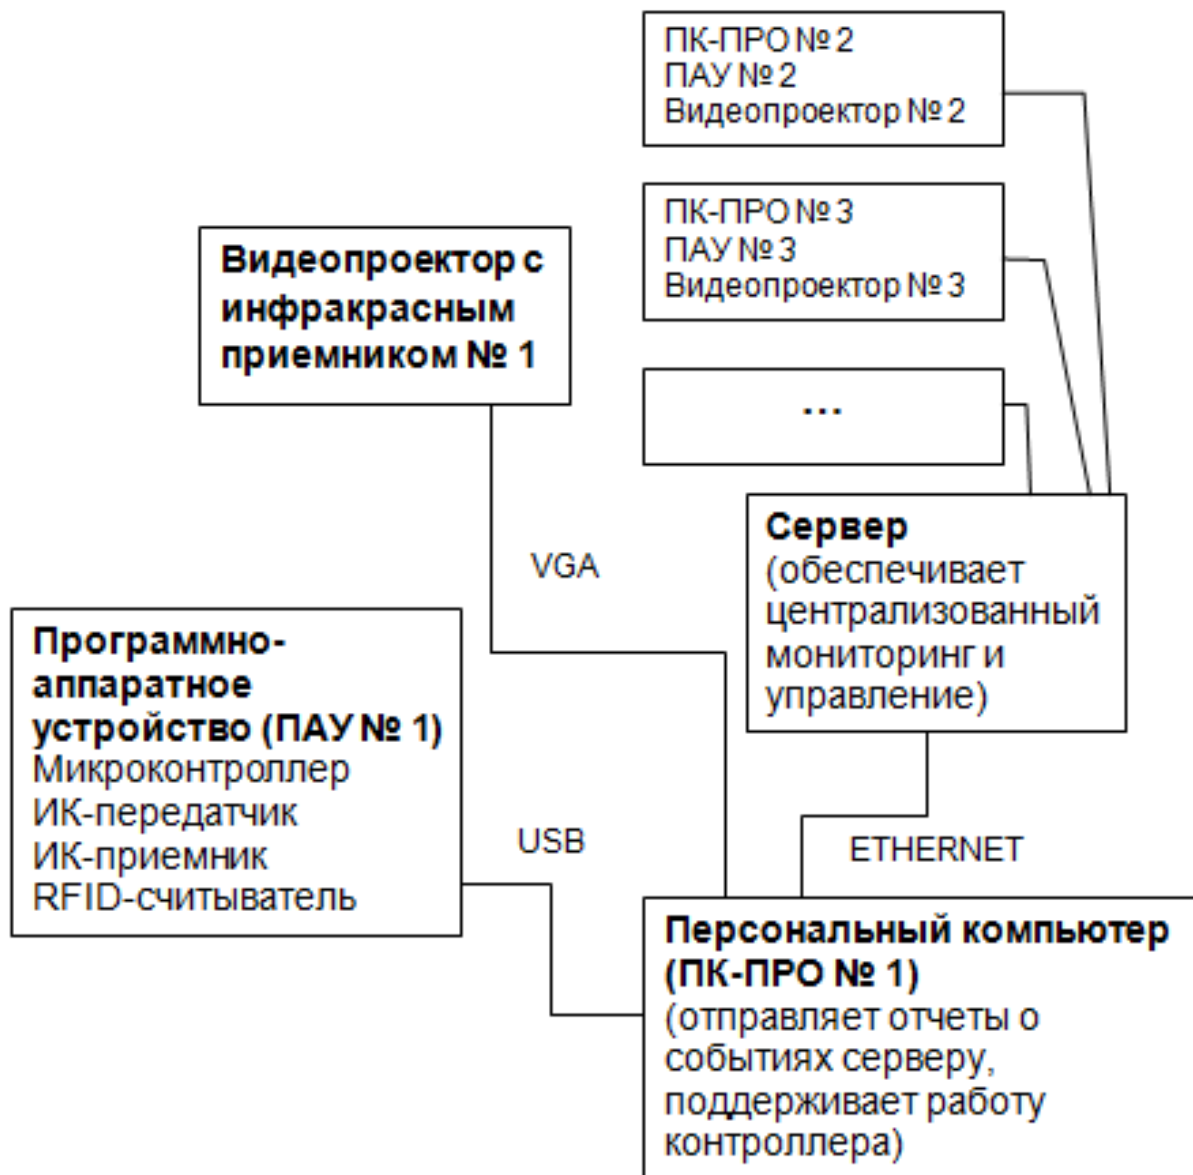 ПК-ПРО № 2
ПАУ № 2
Видеопроектор № 2
ПК-ПРО № 3
ПАУ № 3
Видеопроектор № 3
Видеопроектор с
инфракрасным
приемником № 1
...
Сервер
(обеспечивает
централизованный
мониторинг и
управление)
VGA
Программно-
аппаратное
устройство (ПАУ № 1)
Микроконтроллер
ИК-передатчик
ИК-приемник
RFID-считыватель
USB
ETHERNET
Персональный компьютер
(ПК-ПРО № 1)
(отправляет отчеты о
событиях серверу,
поддерживает работу
контроллера)